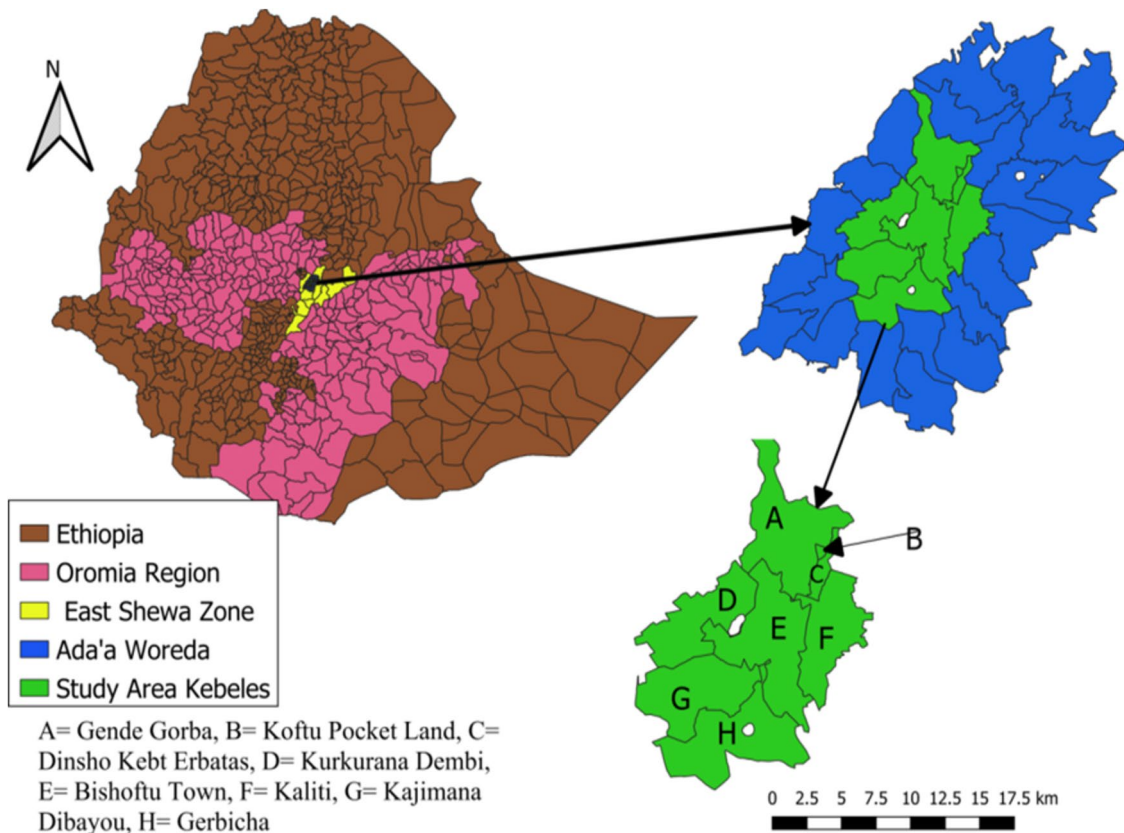 N
Ethiopia
Oromia Region
East Shewa Zone
Ada'a Woreda
Study Area Kebeles
A
B
C
D
E
F
G
H
A= Gende Gorba, B= Koftu Pocket Land, C=
Dinsho Kebt Erbatas, D= Kurkurana Dembi,
E= Bishoftu Town, F= Kaliti, G= Kajimana
Dibayou, H= Gerbicha
0 2.5 5 7.5 10 12.5 15 17.5 km